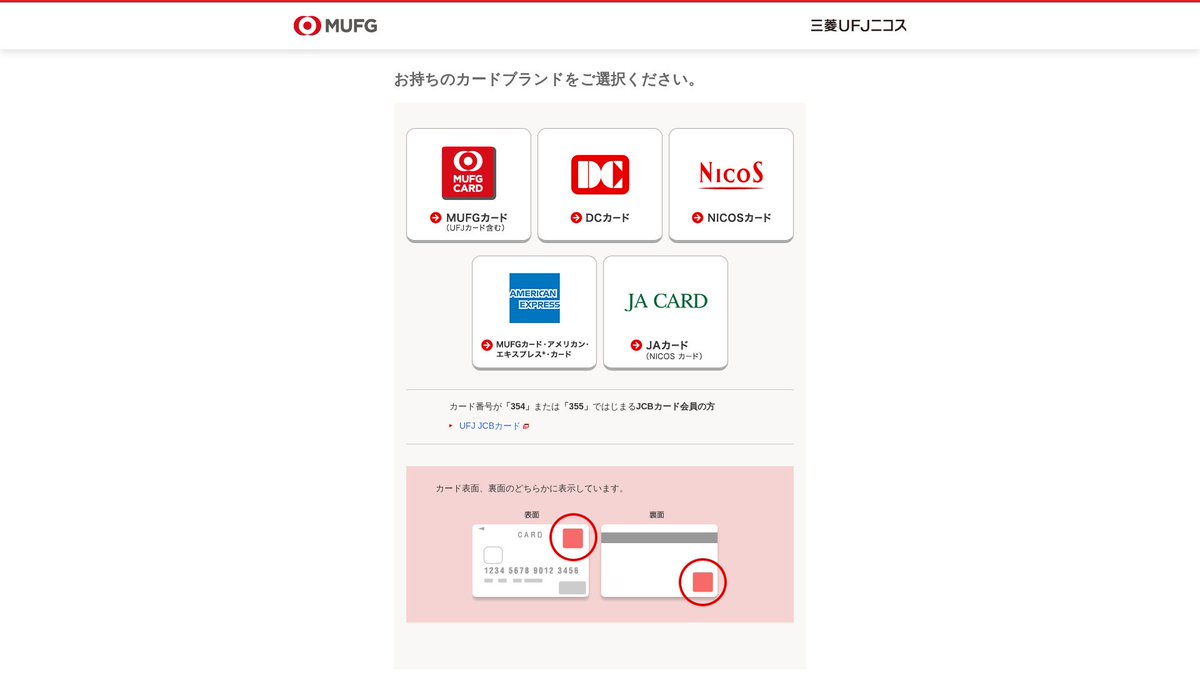 MUFG
三菱UFJニコス
お持ちのカードブランドをご選択ください。
MUFG
CARD
MUFGカード
（UFJカード含む）
DC
DCカード
NICOS
NICOSカード
AMERICAN
EXPRESS
MUFGカード・アメリカン・
エキスプレス®・カード
JA CARD
JAカード
（NICOS カード）
カード番号が「354」または「355」ではじまるJCBカード会員の方
UFJ JCBカード
カード表面、裏面のどちらかに表示しています。
表面
裏面
CARD
1234 5678 9012 3456